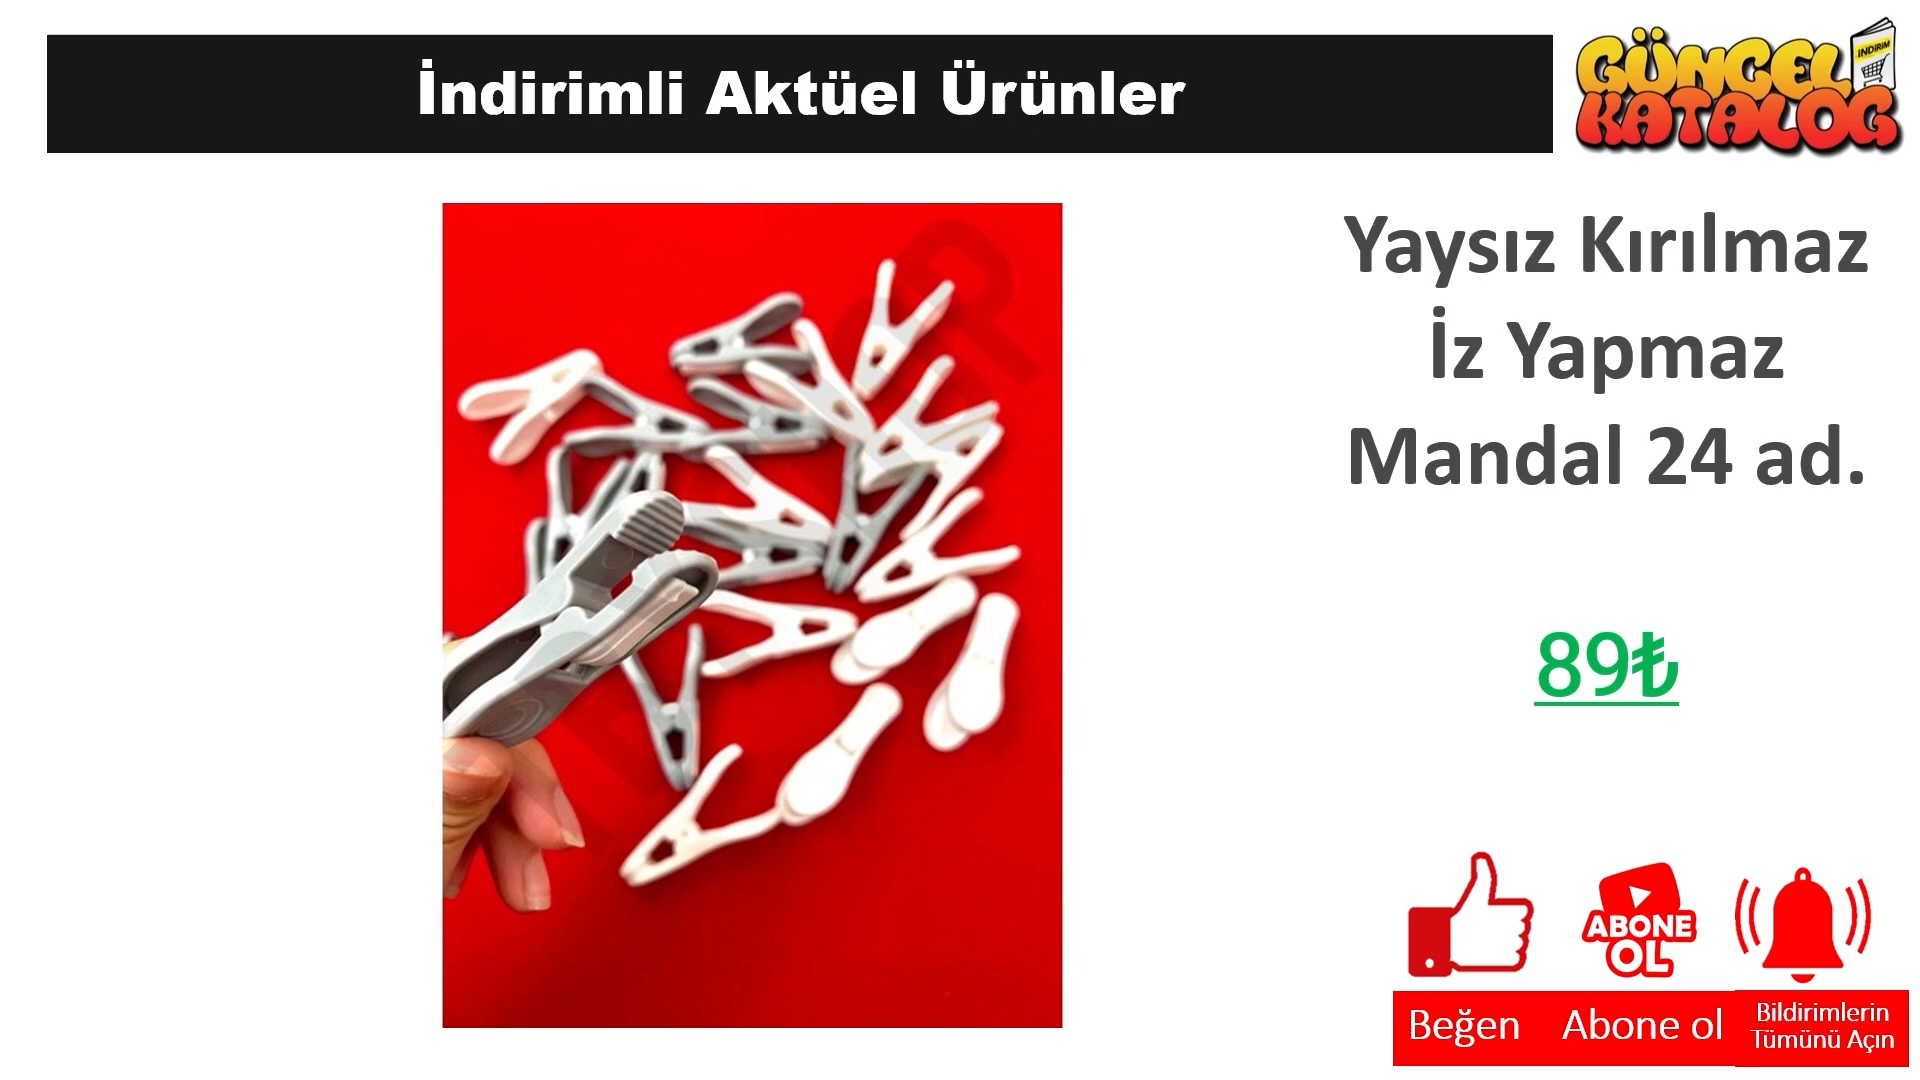 İndirimli Aktüel Ürünler
GÜNCEL
KATALOG
İNDİRİM
Yaysız Kırılmaz
İz Yapmaz
Mandal 24 ad.
89₺
ABONE
OL
Beğen
Abone ol
Bildirimlerin
Tümünü Açın